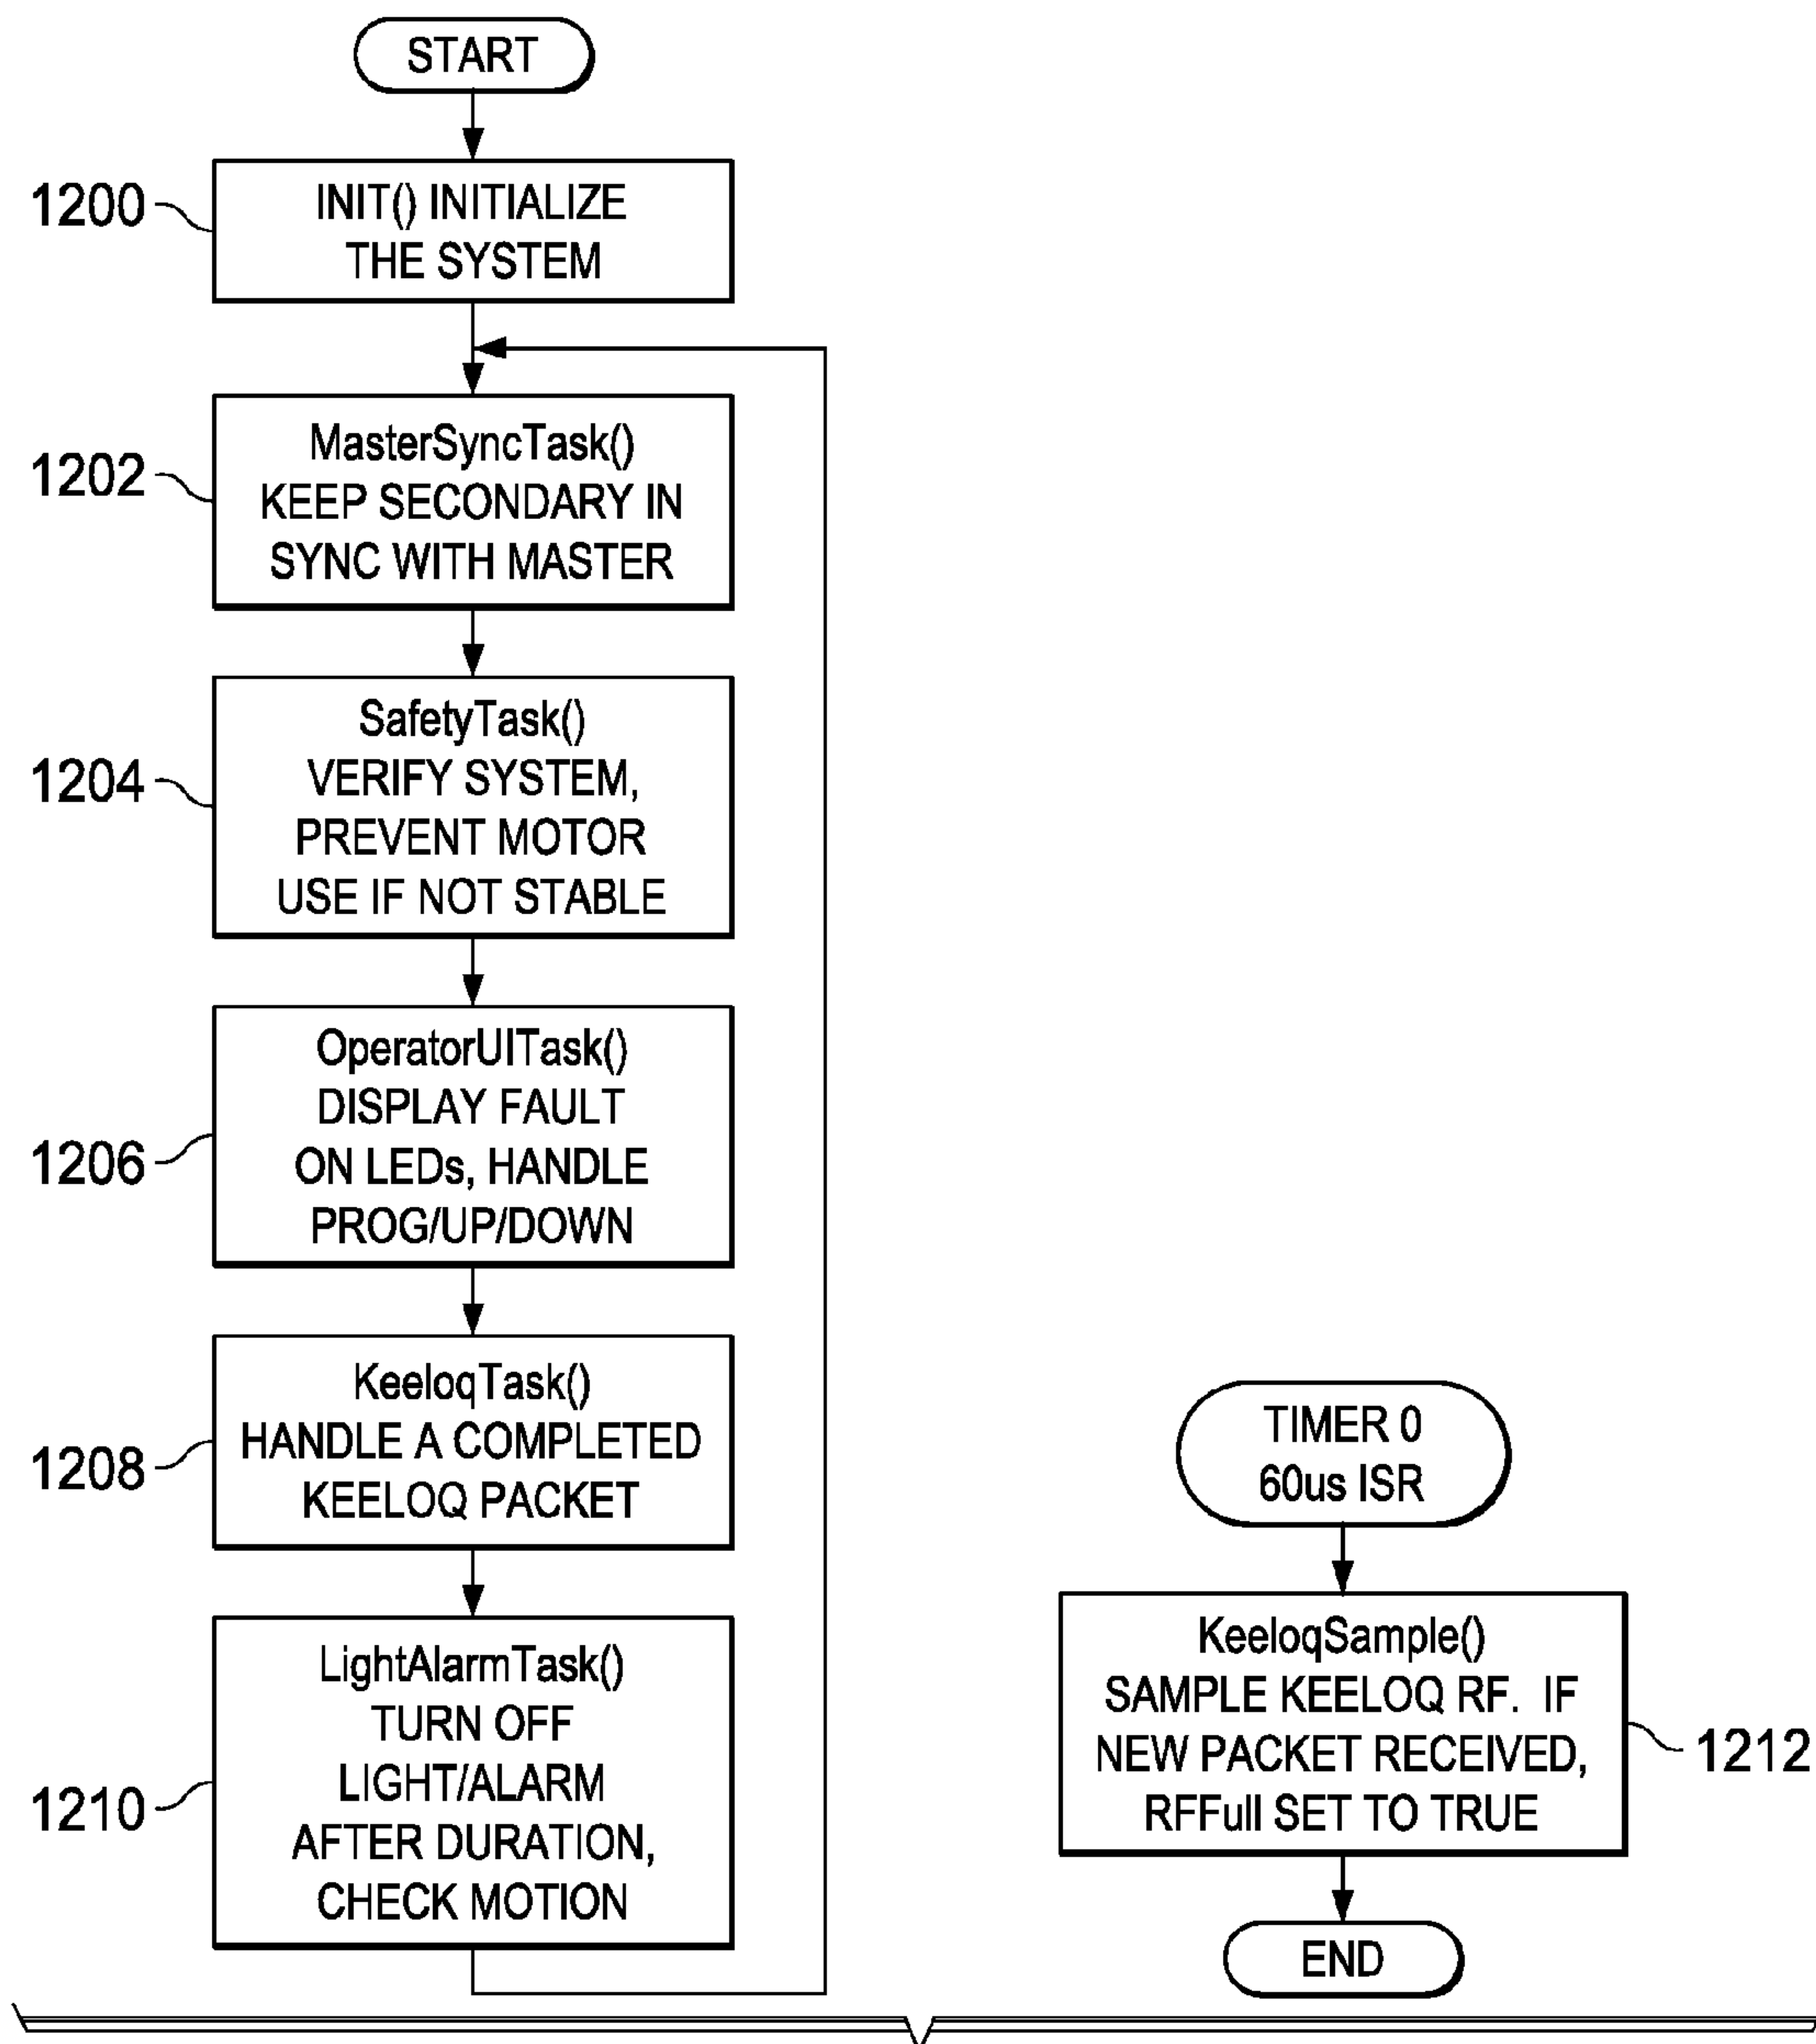 START
1200
INIT() INITIALIZE
THE SYSTEM
1202
MasterSyncTask()
KEEP SECONDARY IN
SYNC WITH MASTER
1204
SafetyTask()
VERIFY SYSTEM,
PREVENT MOTOR
USE IF NOT STABLE
1206
OperatorUITask()
DISPLAY FAULT
ON LEDs, HANDLE
PROG/UP/DOWN
1208
KeeloqTask()
HANDLE A COMPLETED
KEELOQ PACKET
1210
LightAlarmTask()
TURN OFF
LIGHT/ALARM
AFTER DURATION,
CHECK MOTION
TIMER 0
60us ISR
KeeloqSample()
SAMPLE KEELOQ RF. IF
NEW PACKET RECEIVED,
RFFull SET TO TRUE
1212
END